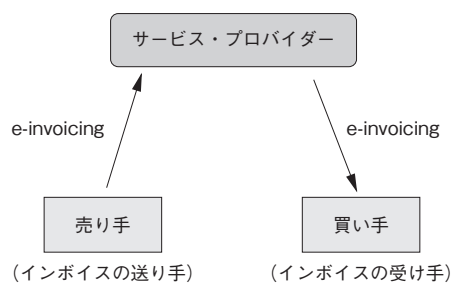 サービス・プロバイダー
e-invoicing
e-invoicing
売り手
買い手
(インボイスの送り手)
(インボイスの受け手)